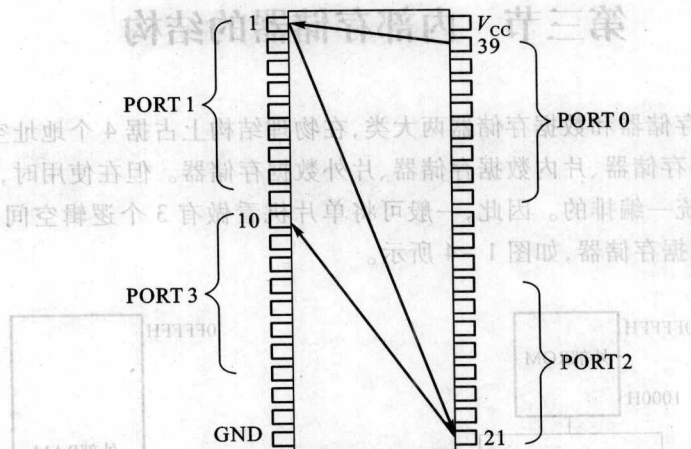 第三节 内部存储器的结构
1
V_CC
39
PORT 1
PORT 0
存储器和数据存储器两大类,在物理结构上占据 4 个地址空
存储器、片内数据存储器、片外数据存储器。但在使用时,
统一编排的。因此,一般可将单片机看做有 3 个逻辑空间
据存储器,如图 1 4 所示。
10
PORT 3
0FFFFH
0FFFFH
PORT 2
1000H
GND
21